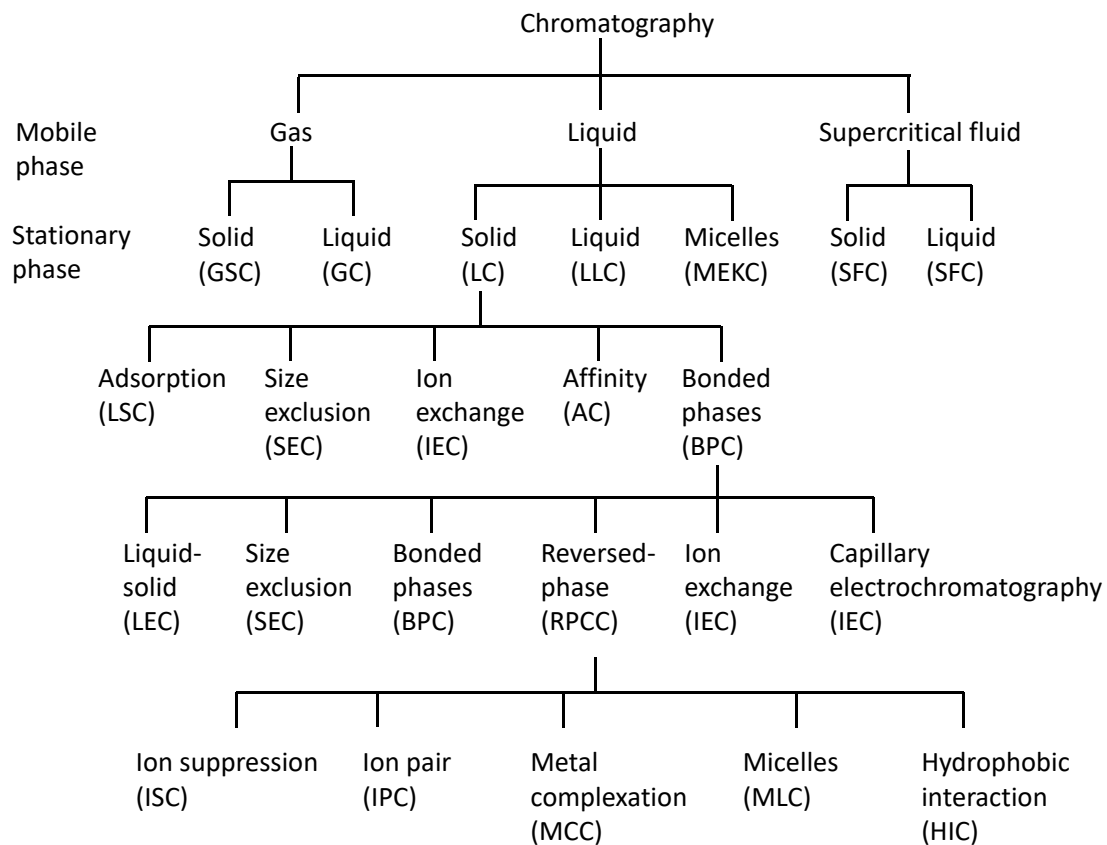 Chromatography
Mobile
phase
Gas
Liquid
Supercritical fluid
Stationary
phase
Solid
(GSC)
Liquid
(GC)
Solid
(LC)
Liquid
(LLC)
Micelles
(MEKC)
Solid
(SFC)
Liquid
(SFC)
Adsorption
(LSC)
Size
exclusion
(SEC)
Ion
exchange
(IEC)
Affinity
(AC)
Bonded
phases
(BPC)
Liquid-
solid
(LEC)
Size
exclusion
(SEC)
Bonded
phases
(BPC)
Reversed-
phase
(RPCC)
Ion
exchange
(IEC)
Capillary
electrochromatography
(IEC)
Ion suppression
(ISC)
Ion pair
(IPC)
Metal
complexation
(MCC)
Micelles
(MLC)
Hydrophobic
interaction
(HIC)